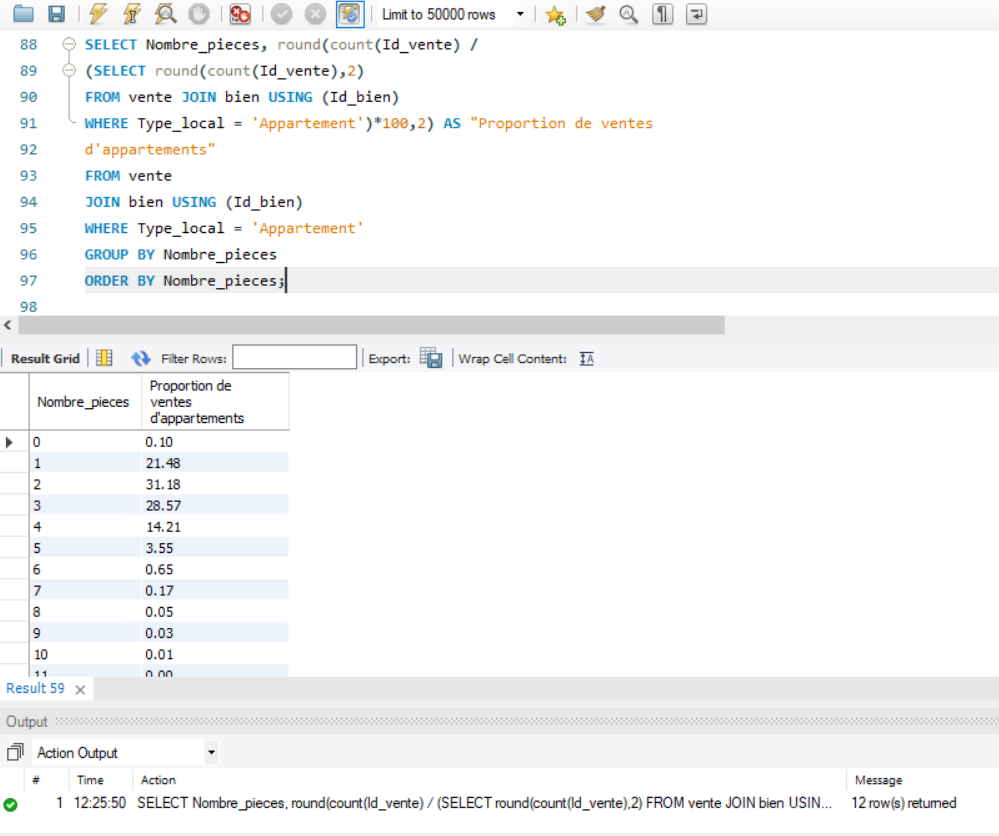 Limit to 50000 rows
88 SELECT Nombre_pieces, round(count(Id_vente) /
89 (SELECT round(count(Id_vente),2)
90 FROM vente JOIN bien USING (Id_bien)
91 WHERE Type_local = 'Appartement')*100,2) AS "Proportion de ventes
92 d'appartements"
93 FROM vente
94 JOIN bien USING (Id_bien)
95 WHERE Type_local = 'Appartement'
96 GROUP BY Nombre_pieces
97 ORDER BY Nombre_pieces;
98
Result Grid Filter Rows: Export: Wrap Cell Content:
Nombre_pieces Proportion de ventes d'appartements
0 0.10
1 21.48
2 31.18
3 28.57
4 14.21
5 3.55
6 0.65
7 0.17
8 0.05
9 0.03
10 0.01
11 0.00
Result 59
Output
Action Output
# Time Action Message
1 12:25:50 SELECT Nombre_pieces, round(count(Id_vente) / (SELECT round(count(Id_vente),2) FROM vente JOIN bien USIN... 12 row(s) returned